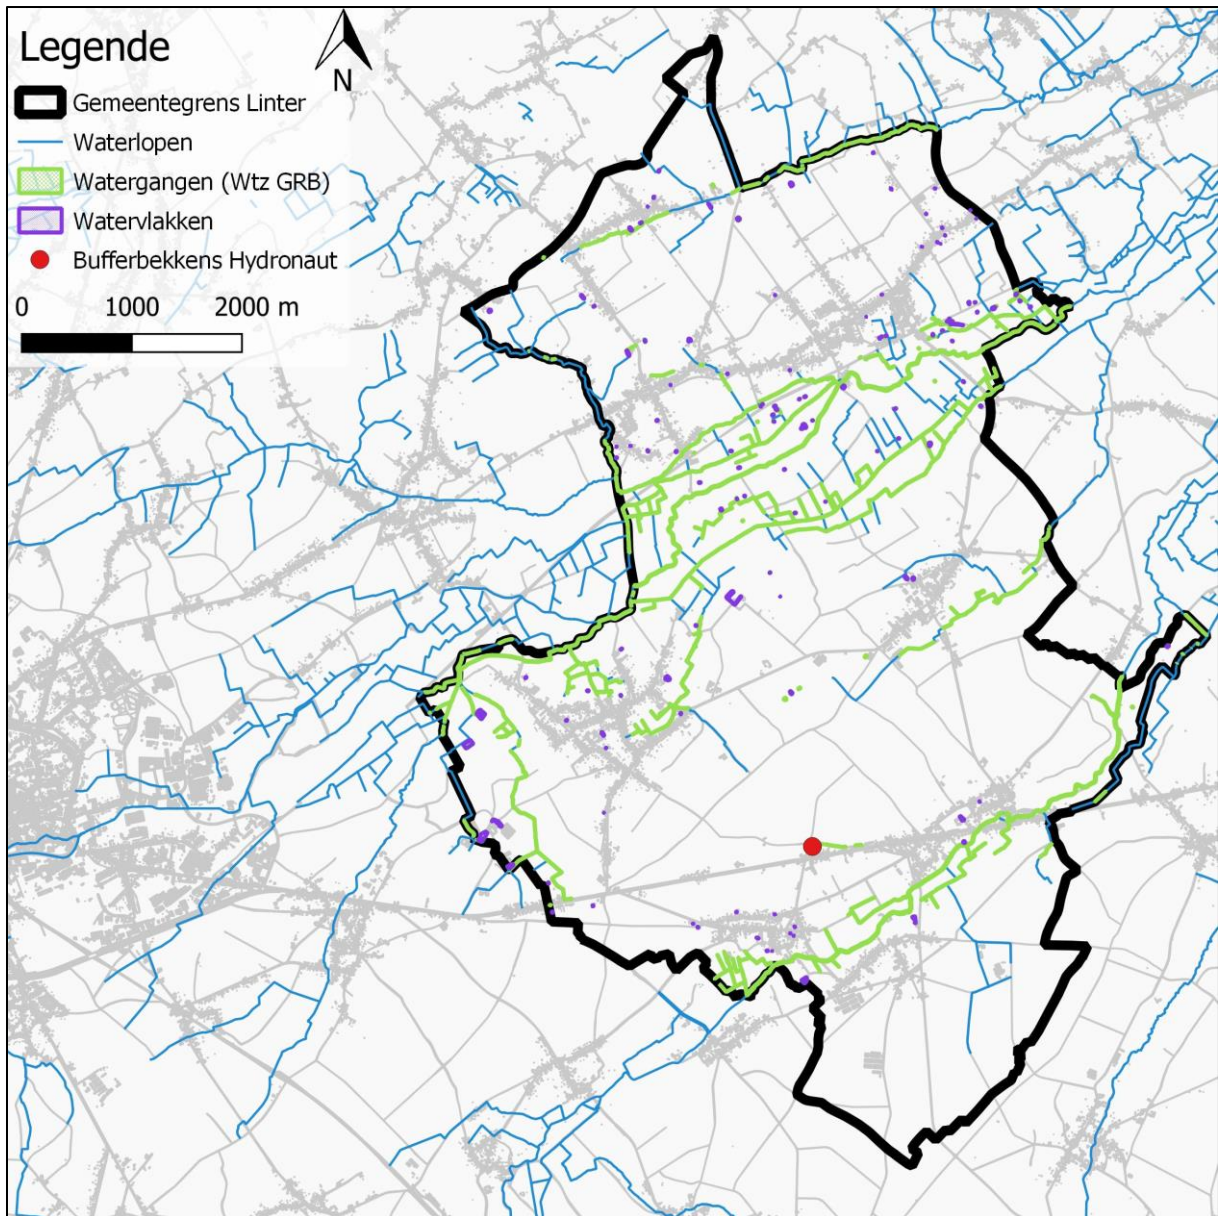 Legende
N
Gemeentegrens Linter
Waterlopen
Watergangen (Wtz GRB)
Watervlakken
Bufferbekkens Hydronaut
0 1000 2000 m